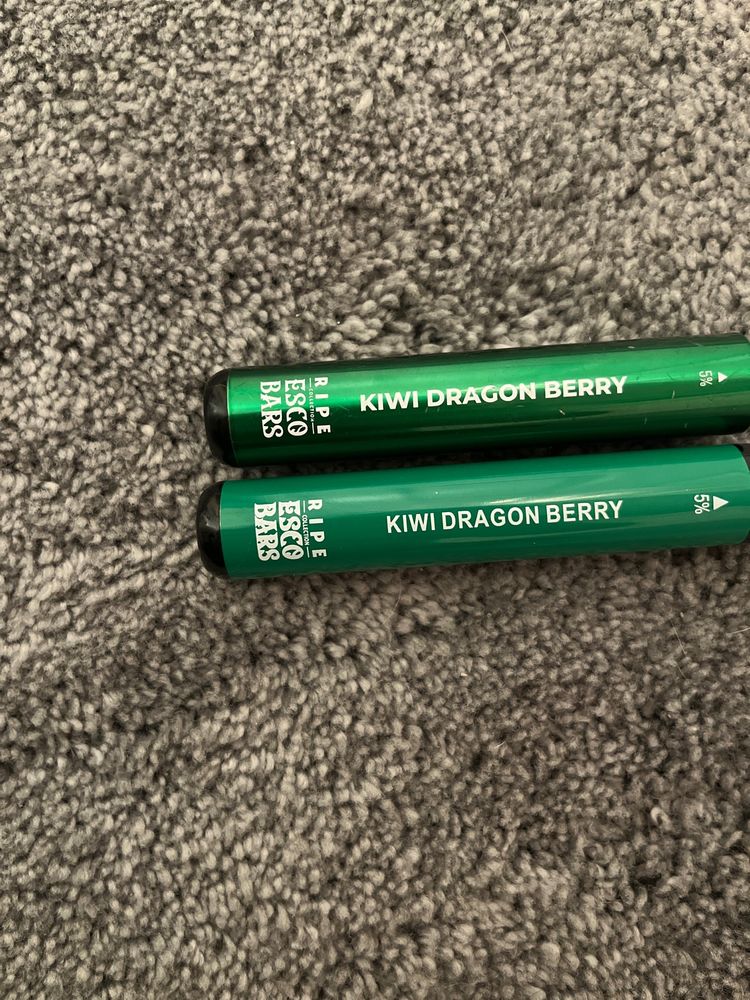 RIPE
COLLECTION
ESCO
BARS
KIWI DRAGON BERRY
5%
RIPE
COLLECTION
ESCO
BARS
KIWI DRAGON BERRY
5%